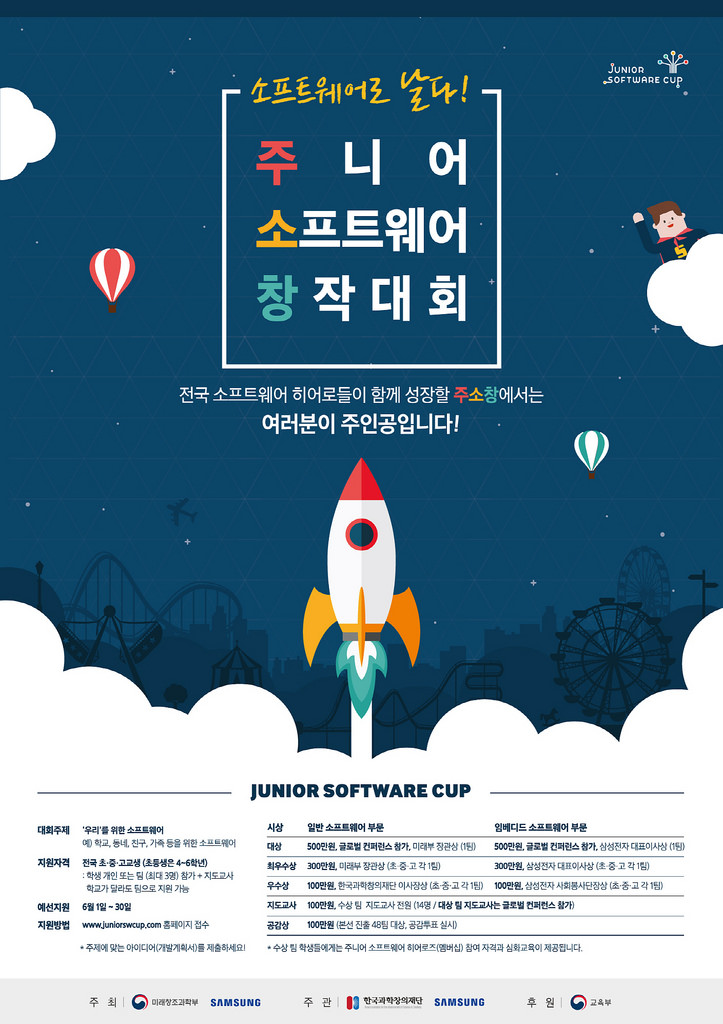 소프트웨어로 날다!
JUNIOR
SOFTWARE CUP
주니어
소프트웨어
창작대회
전국 소프트웨어 히어로들이 함께 성장할 주소창에서는
여러분이 주인공입니다!
JUNIOR SOFTWARE CUP
대회주제 '우리'를 위한 소프트웨어
예) 학교, 동네, 친구, 가족 등을 위한 소프트웨어
지원자격 전국 초·중·고교생 (초등생은 4~6학년)
: 학생 개인 또는 팀 (최대 3명) 참가 + 지도교사
학교가 달라도 팀으로 지원 가능
예선지원 6월 1일 ~ 30일
지원방법 www.juniorswcup.com 홈페이지 접수
* 주제에 맞는 아이디어(개발계획서)를 제출하세요!
시상 일반 소프트웨어 부문 임베디드 소프트웨어 부문
대상 500만원, 글로벌 컨퍼런스 참가, 미래부 장관상 (1팀) 500만원, 글로벌 컨퍼런스 참가, 삼성전자 대표이사상 (1팀)
최우수상 300만원, 미래부 장관상 (초·중·고 각 1팀) 300만원, 삼성전자 대표이사상 (초·중·고 각 1팀)
우수상 100만원, 한국과학창의재단 이사장상 (초·중·고 각 1팀) 100만원, 삼성전자 사회봉사단장상 (초·중·고 각 1팀)
지도교사 100만원, 수상 팀 지도교사 전원 (14명 / 대상 팀 지도교사는 글로벌 컨퍼런스 참가)
공감상 100만원 (본선 진출 48팀 대상, 공감투표 실시)
* 수상 팀 학생들에게는 주니어 소프트웨어 히어로즈(멤버십) 참여 자격과 심화교육이 제공됩니다.
주 최 미래창조과학부 SAMSUNG 주 관 한국과학창의재단 SAMSUNG 후 원 교육부